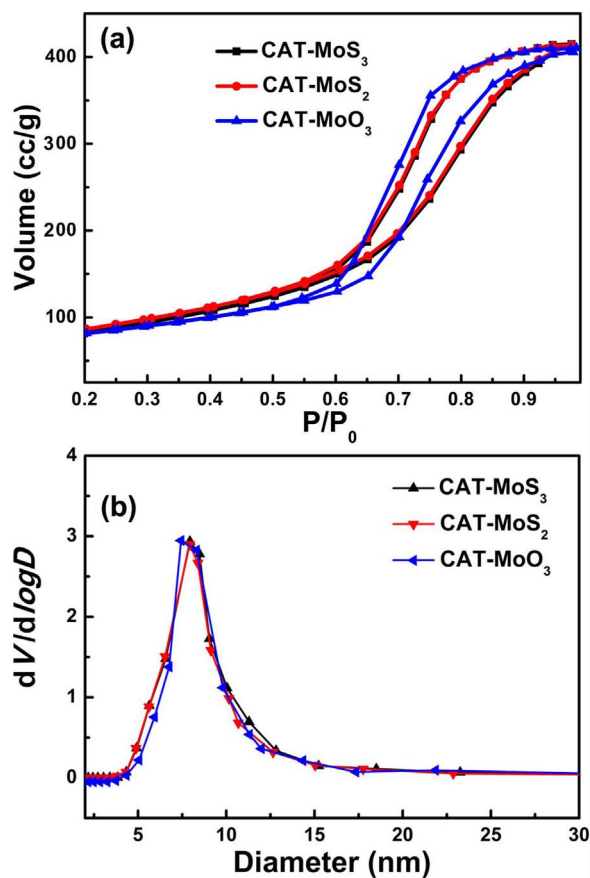 (a)
CAT-MoS₃
CAT-MoS₂
CAT-MoO₃
Volume (cc/g)
400
300
200
100
0.2 0.3 0.4 0.5 0.6 0.7 0.8 0.9
P/P₀
(b)
CAT-MoS₃
CAT-MoS₂
CAT-MoO₃
dV/dlogD
4
3
2
1
0
5 10 15 20 25 30
Diameter (nm)